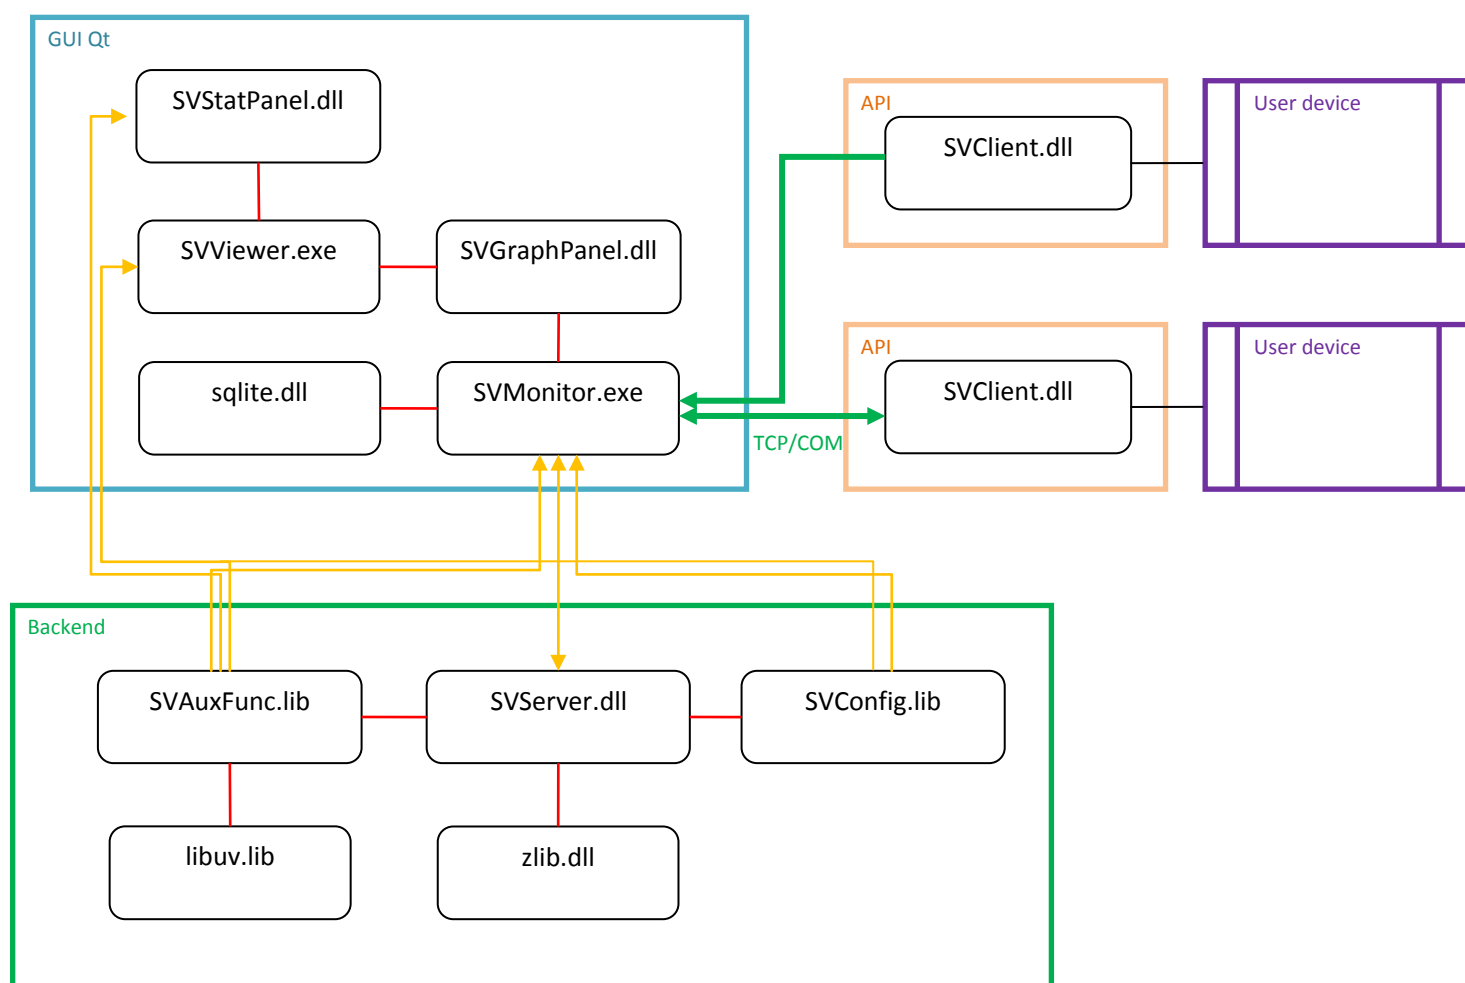 GUI Qt
SVStatPanel.dll
API
SVClient.dll
User device
SVViewer.exe
SVGraphPanel.dll
API
SVClient.dll
User device
sqlite.dll
SVMonitor.exe
TCP/COM
Backend
SVAuxFunc.lib
SVServer.dll
SVConfig.lib
libuv.lib
zlib.dll